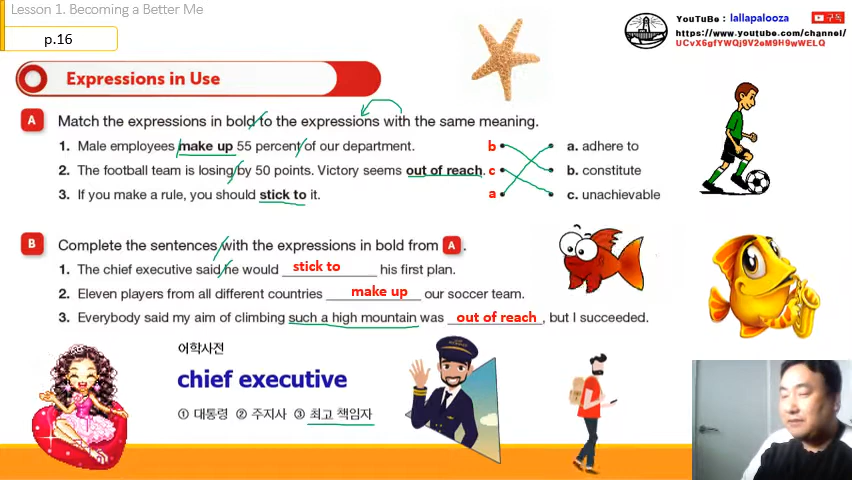 Lesson 1. Becoming a Better Me
p.16
YouTuBe : lallapalooza
구독
https://www.youtube.com/channel/
UCvX6gfYWQj9V2eM9H9wWELQ
Expressions in Use
A Match the expressions in bold to the expressions with the same meaning.
1. Male employees make up 55 percent of our department. b a. adhere to
2. The football team is losing by 50 points. Victory seems out of reach. c b. constitute
3. If you make a rule, you should stick to it. a c. unachievable
B Complete the sentences with the expressions in bold from A.
1. The chief executive said he would stick to his first plan.
2. Eleven players from all different countries make up our soccer team.
3. Everybody said my aim of climbing such a high mountain was out of reach, but I succeeded.
어학사전
chief executive
① 대통령 ② 주지사 ③ 최고 책임자